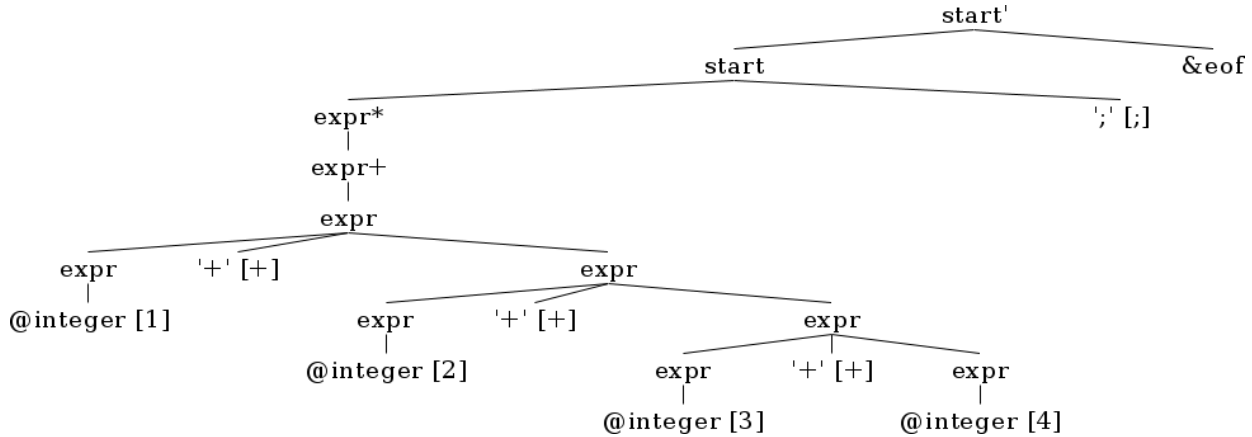 start'
start &eof
expr* ';' [;]
expr+
expr
expr '+' [+] expr
@integer [1] expr '+' [+] expr
@integer [2] expr '+' [+] expr
@integer [3] @integer [4]